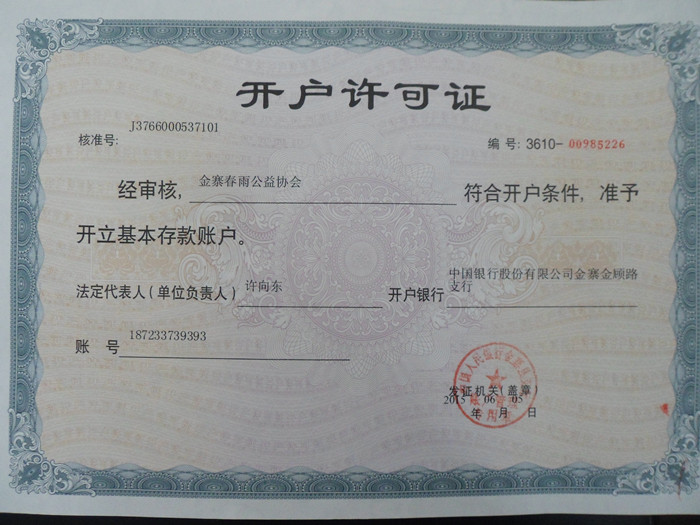 开户许可证
核准号: J3766000537101
编号: 3610-00985226
经审核, 金寨春雨公益协会 符合开户条件, 准予
开立基本存款账户。
法定代表人(单位负责人) 许向东 开户银行 中国银行股份有限公司金寨金顾路
支行
账 号 187233739393
发证机关(盖章)
2015 06 05
年 月 日